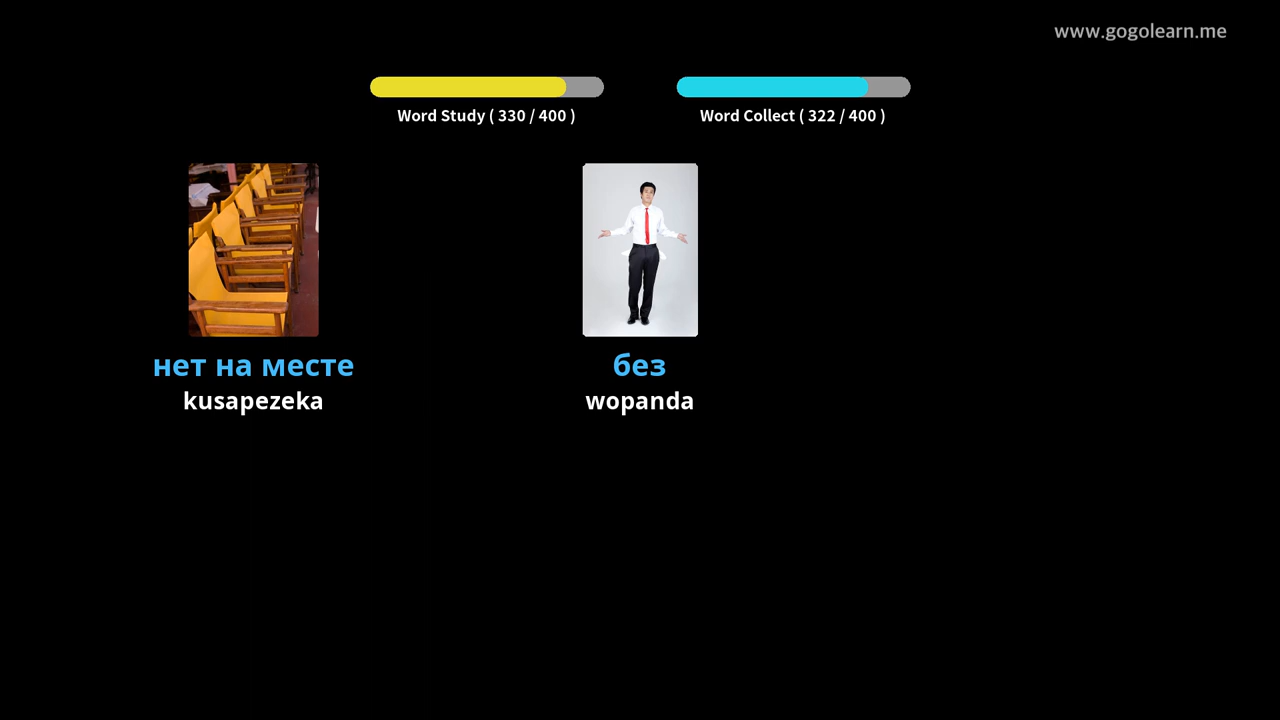 www.gogolearn.me
Word Study ( 330 / 400 )
Word Collect ( 322 / 400 )
нет на месте
kusapezeka
без
wopanda